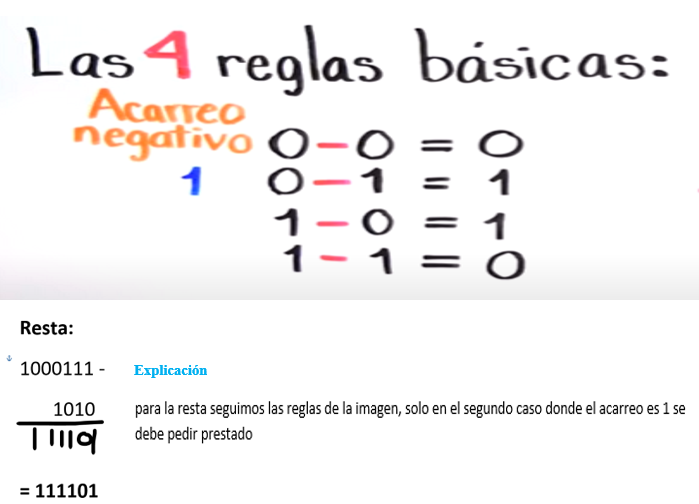 Las 4 reglas básicas:
Acarreo
negativo 0 - 0 = 0
1 0 - 1 = 1
1 - 0 = 1
1 - 1 = 0
Resta:
1000111 - Explicación
1010 para la resta seguimos las reglas de la imagen, solo en el segundo caso donde el acarreo es 1 se
debe pedir prestado
= 111101